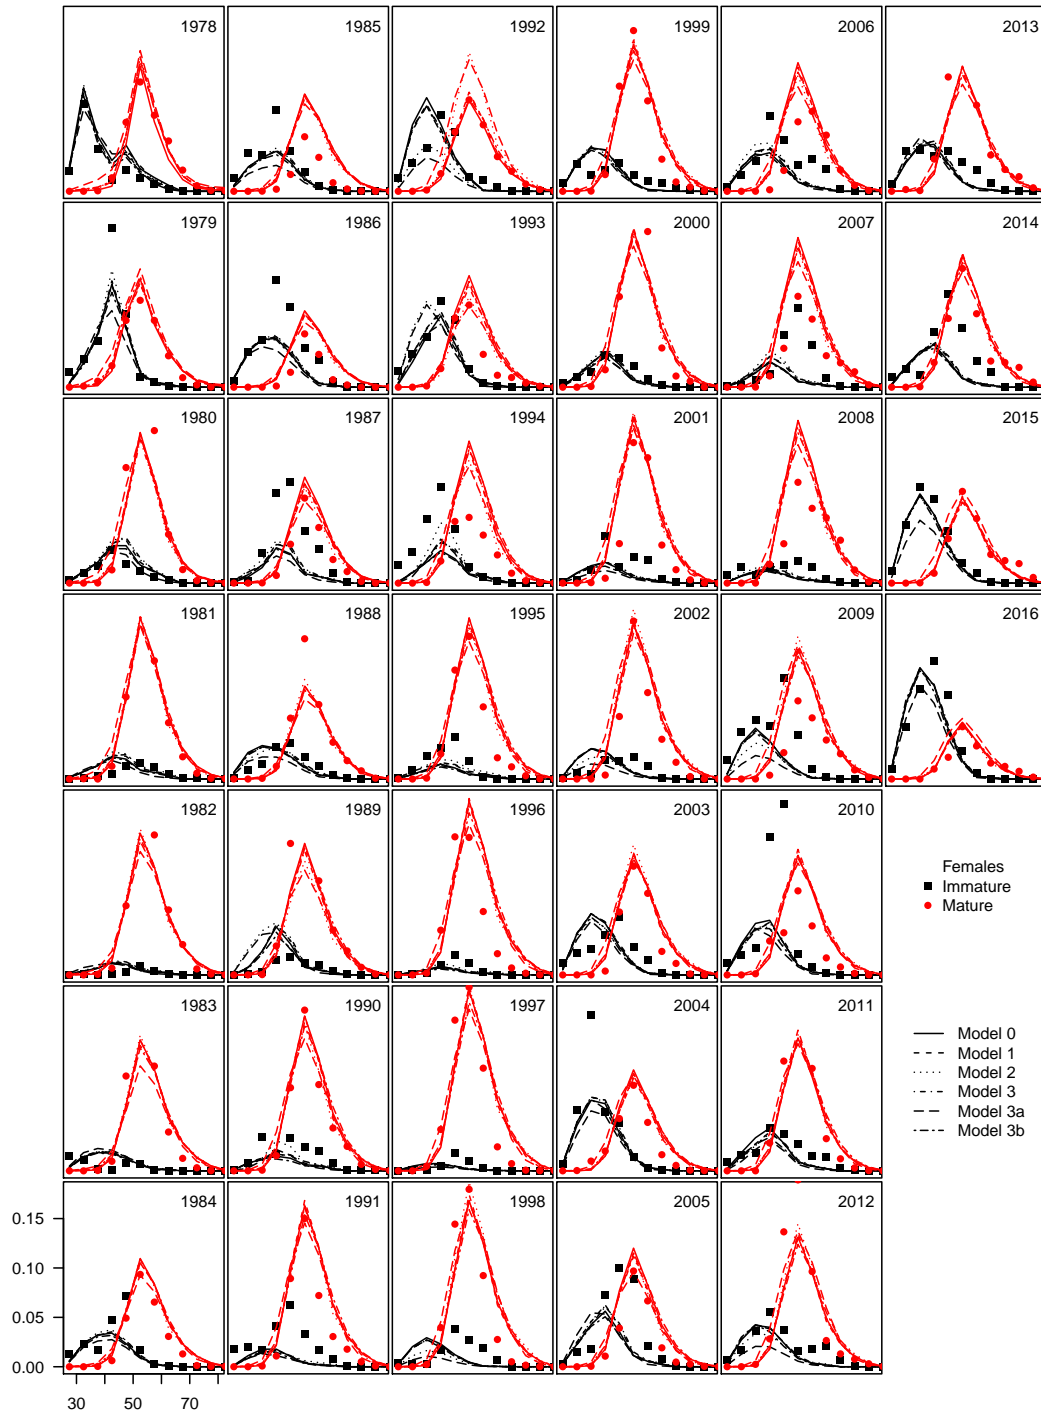 1978 1985 1992 1999 2006 2013
1979 1986 1993 2000 2007 2014
1980 1987 1994 2001 2008 2015
1981 1988 1995 2002 2009 2016
1982 1989 1996 2003 2010
Females
Immature
Mature
1983 1990 1997 2004 2011
Model 0
Model 1
Model 2
Model 3
Model 3a
Model 3b
1984 1991 1998 2005 2012
0.15
0.10
0.05
0.00
30 50 70